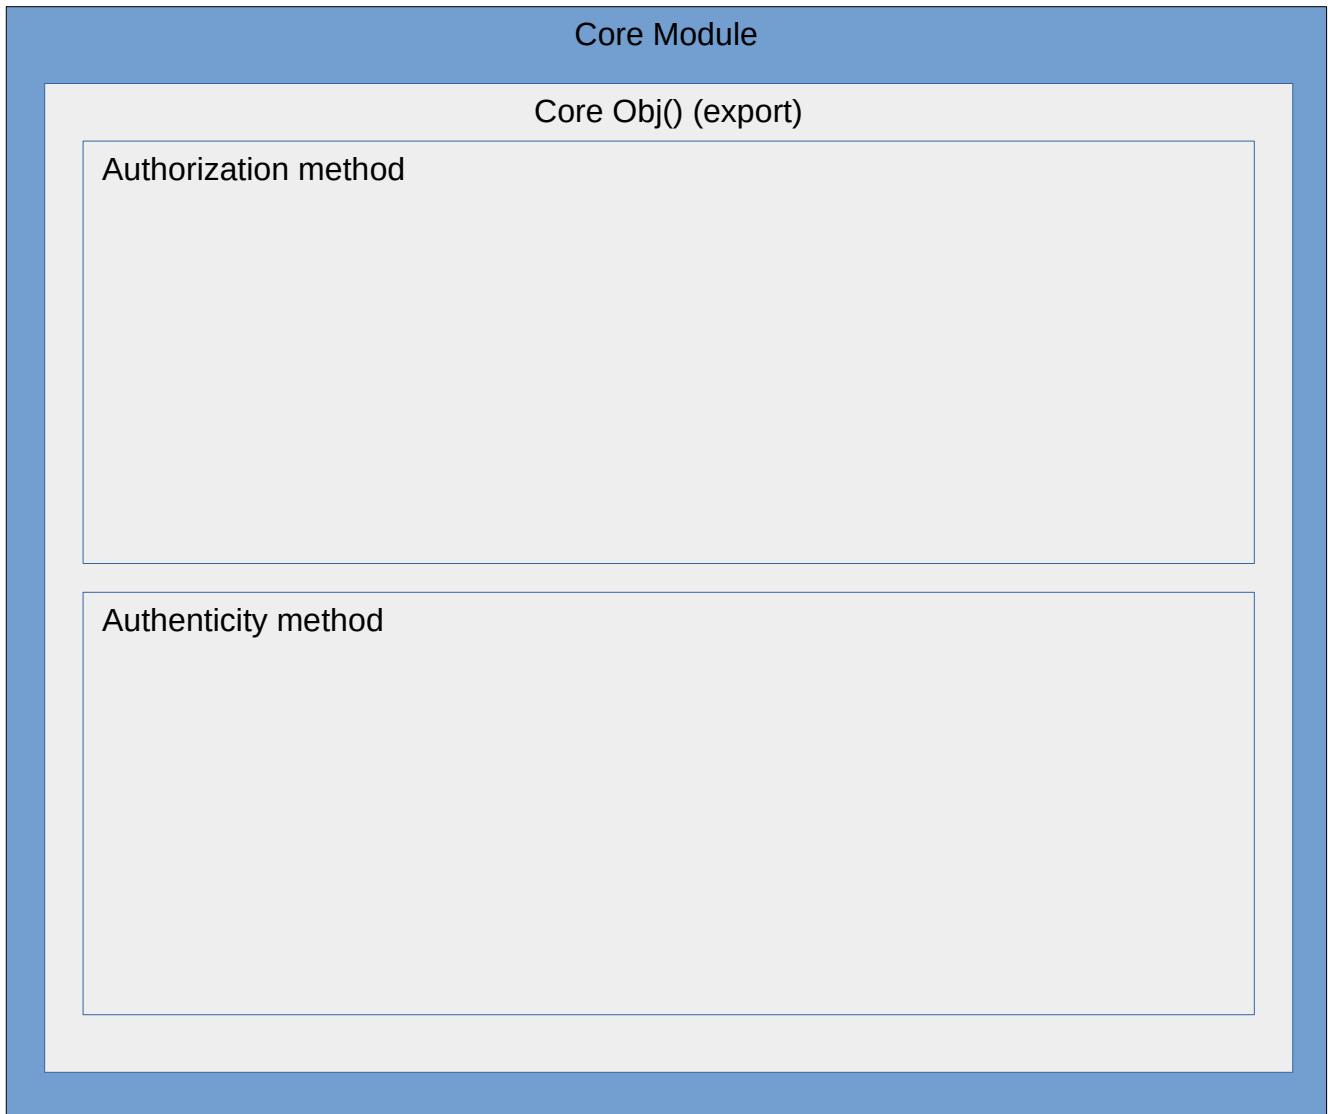 Core Module
Core Obj() (export)
Authorization method
Authenticity method